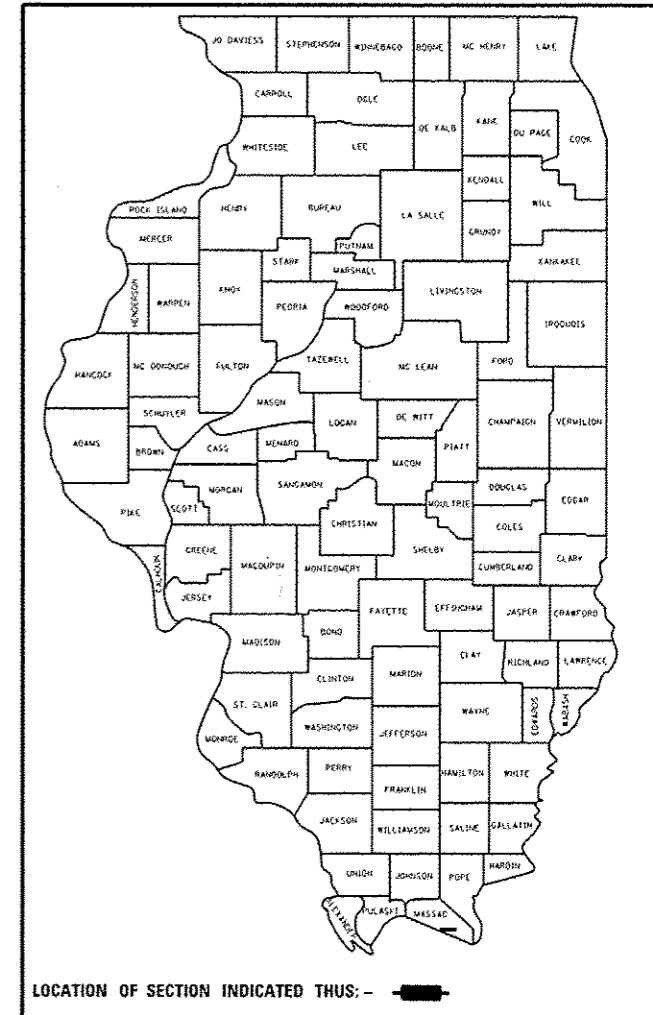 JO DAVIESS STEPHENSON WINNEBAGO BOONE MC HENRY LAKE
CARROLL OGLE DE KALB KANE DU PAGE COOK
WHITESIDE LEE KENDALL WILL
ROCK ISLAND HENRY BUREAU LA SALLE GRUNDY
MERCER PUTNAM KANKAKEE
STARK MARSHALL
HENDERSON WARREN KNOX PEORIA WOODFORD LIVINGSTON IROQUOIS
HANCOCK MC DONOUGH FULTON TAZEWELL MC LEAN FORD
SCHUYLER MASON LOGAN DE WITT CHAMPAIGN VERMILION
ADAMS BROWN CASS MENARD PIATT
MACON
PIKE SCOTT MORGAN SANGAMON MOULTRIE DOUGLAS EDGAR
CHRISTIAN COLES
CALHOUN GREENE MACOUPIN MONTGOMERY SHELBY CUMBERLAND CLARK
JERSEY FAYETTE EFFINGHAM JASPER CRAWFORD
MADISON BOND CLAY
CLINTON MARION RICHLAND LAWRENCE
ST. CLAIR WAYNE EDWARDS WABASH
MONROE WASHINGTON JEFFERSON
RANDOLPH PERRY HAMILTON WHITE
FRANKLIN
JACKSON WILLIAMSON SALINE GALLATIN
UNION JOHNSON POPE HARDIN
ALEXANDER PULASKI MASSAC
LOCATION OF SECTION INDICATED THUS: -